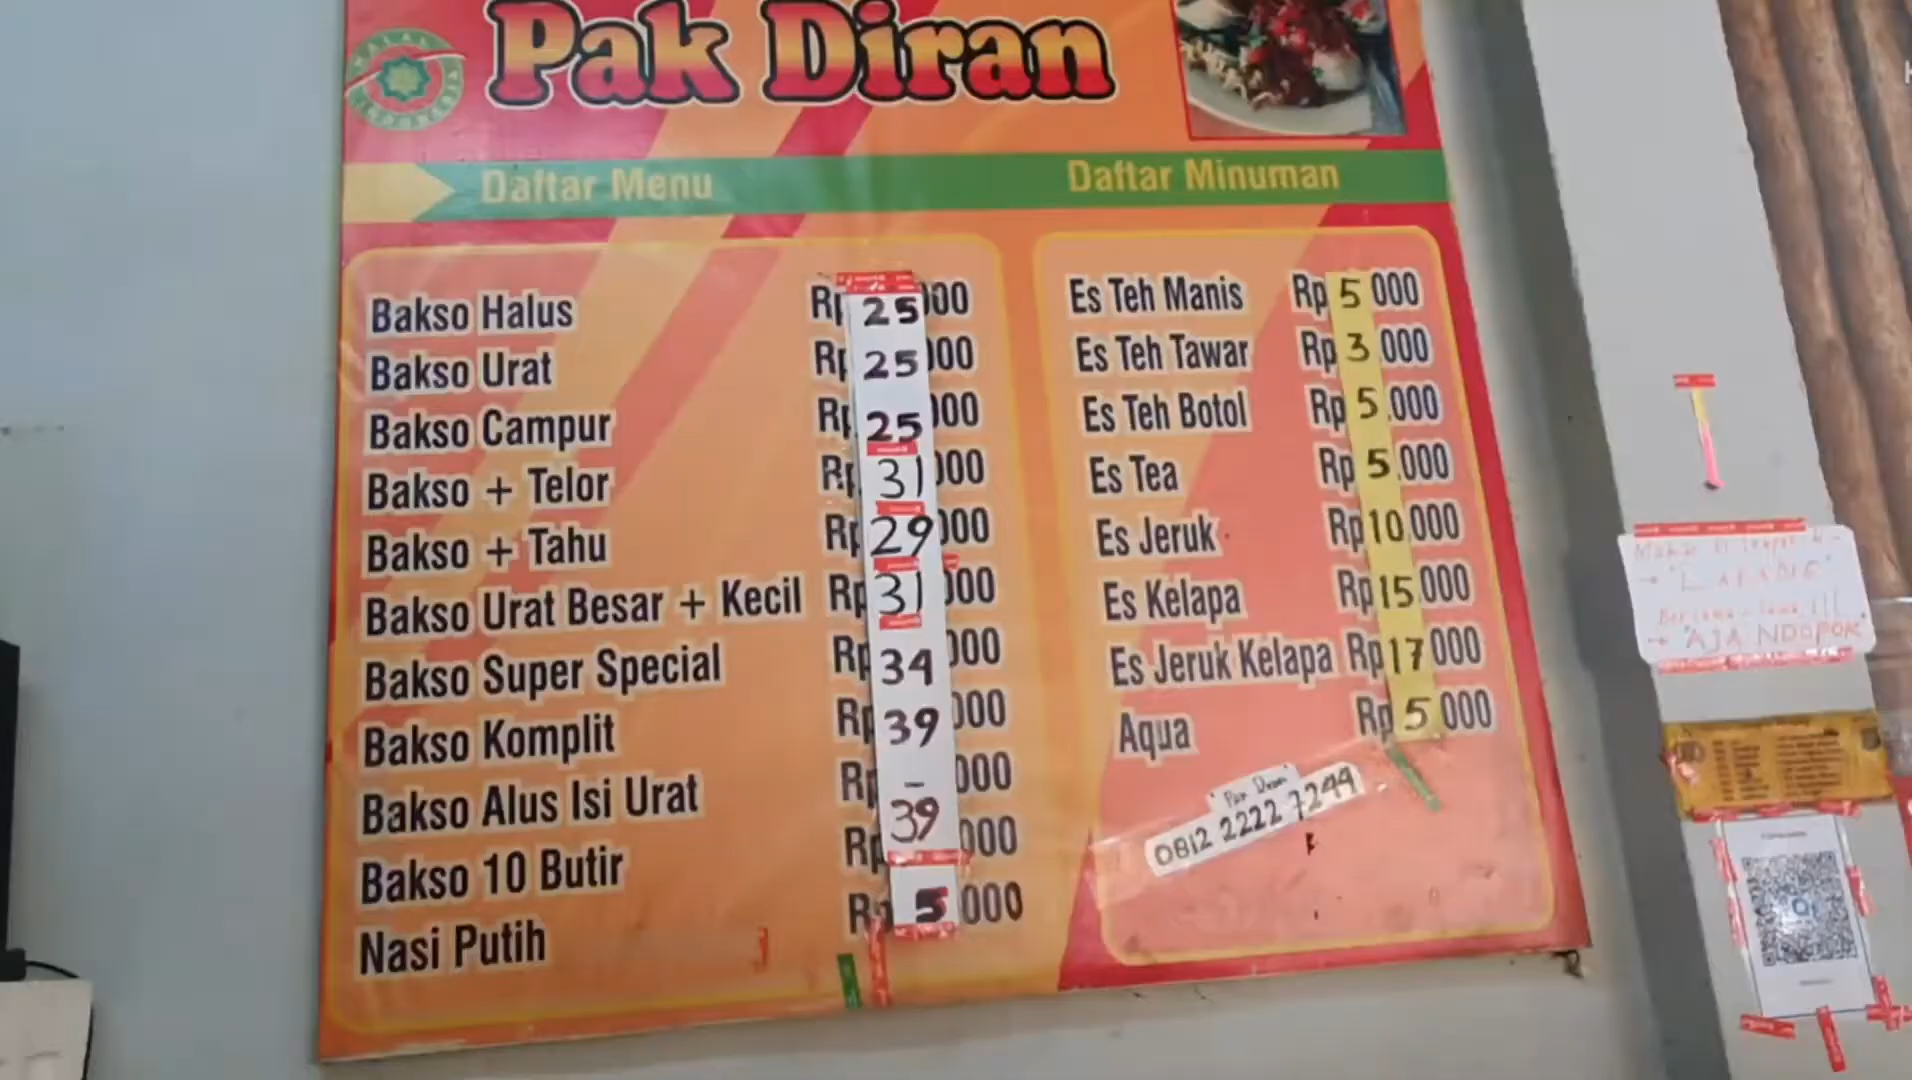 HALAL
INDONESIA
Pak Diran
Daftar Menu
Bakso Halus Rp 25 000
Bakso Urat Rp 25 000
Bakso Campur Rp 25 000
Bakso + Telor Rp 31 000
Bakso + Tahu Rp 29 000
Bakso Urat Besar + Kecil Rp 31 000
Bakso Super Special Rp 34 000
Bakso Komplit Rp 39 000
Bakso Alus Isi Urat Rp - 000
Bakso 10 Butir Rp 39 000
Nasi Putih Rp 5 000
Daftar Minuman
Es Teh Manis Rp 5 000
Es Teh Tawar Rp 3.000
Es Teh Botol Rp 5.000
Es Tea Rp 5.000
Es Jeruk Rp 10.000
Es Kelapa Rp 15.000
Es Jeruk Kelapa Rp 17 000
Aqua Rp 5 000
"Pak Diran"
0812 2222 7244
"AJA NDOPOK"